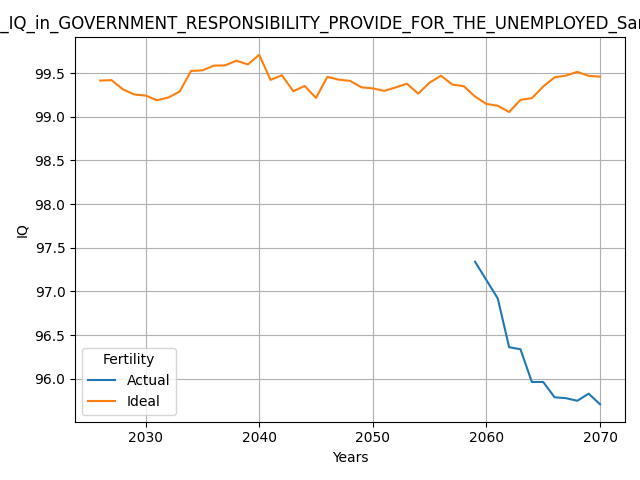 _IQ_in_GOVERNMENT_RESPONSIBILITY_PROVIDE_FOR_THE_UNEMPLOYED_Sa
99.5
99.0
98.5
98.0
97.5
97.0
96.5
96.0
IQ
Fertility
Actual
Ideal
2030
2040
2050
2060
2070
Years